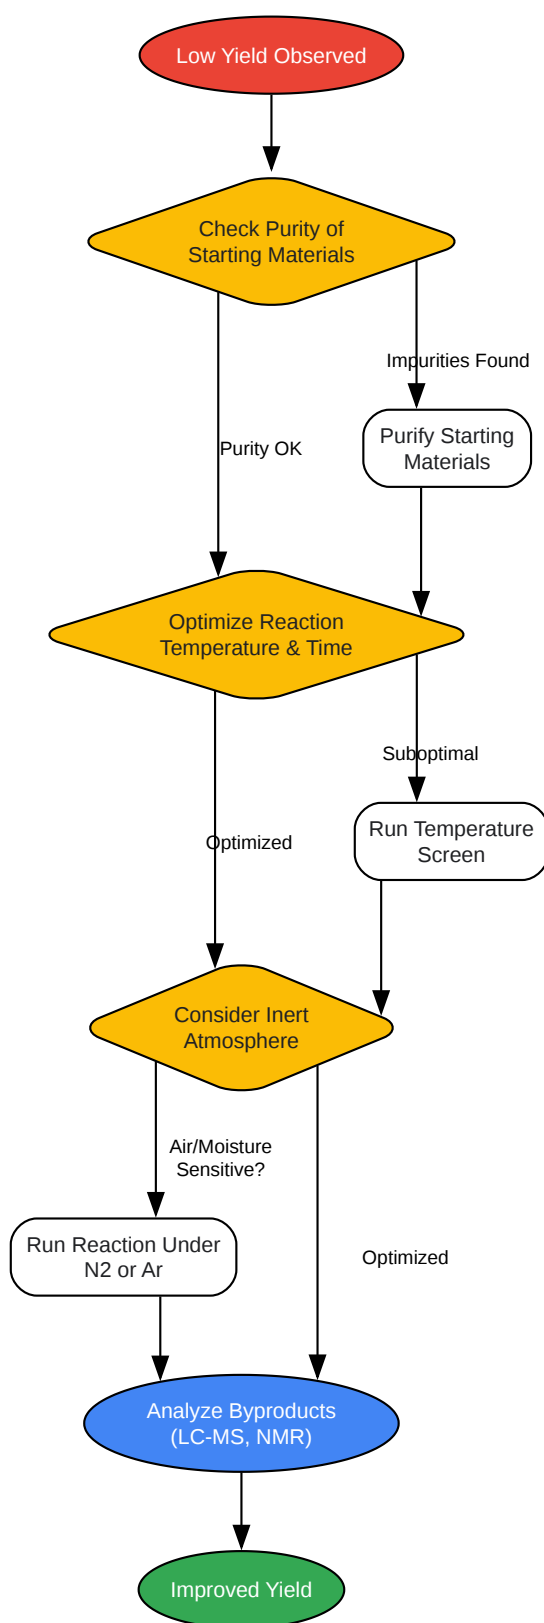 Low Yield Observed
Check Purity of
Starting Materials
Impurities Found
Purify Starting
Materials
Purity OK
Optimize Reaction
Temperature & Time
Suboptimal
Run Temperature
Screen
Optimized
Consider Inert
Atmosphere
Air/Moisture
Sensitive?
Run Reaction Under
N2 or Ar
Optimized
Analyze Byproducts
(LC-MS, NMR)
Improved Yield